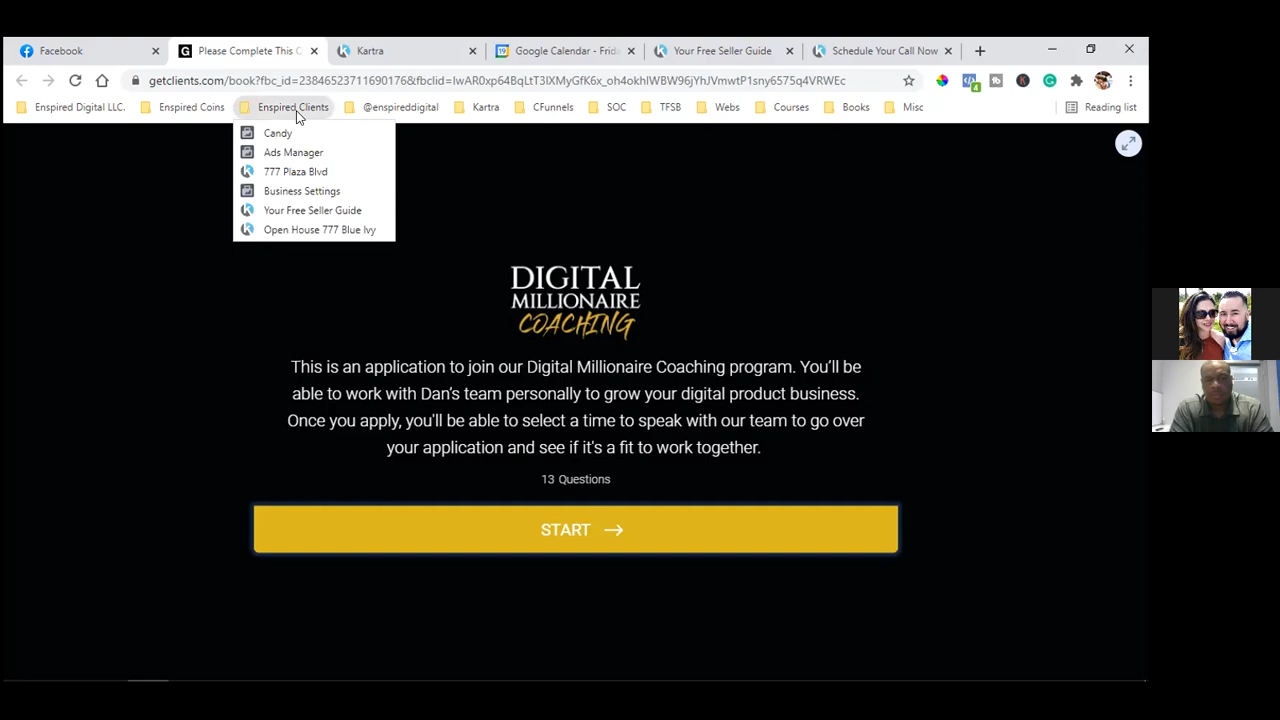 Facebook
Please Complete This C
Kartra
Google Calendar - Frida
Your Free Seller Guide
Schedule Your Call Now
getclients.com/book?fbc_id=23846523711690176&fbclid=IwAR0xp64BqLtT3IXMyGfK6x_oh4okhIWBW96jYhJVmwtP1sny6575q4VRWEc
Enspired Digital LLC.
Enspired Coins
Enspired Clients
@enspireddigital
Kartra
CFunnels
SOC
TFSB
Webs
Courses
Books
Misc
Reading list
Candy
Ads Manager
777 Plaza Blvd
Business Settings
Your Free Seller Guide
Open House 777 Blue Ivy
DIGITAL
MILLIONAIRE
COACHING
This is an application to join our Digital Millionaire Coaching program. You’ll be
able to work with Dan’s team personally to grow your digital product business.
Once you apply, you'll be able to select a time to speak with our team to go over
your application and see if it's a fit to work together.
13 Questions
START →